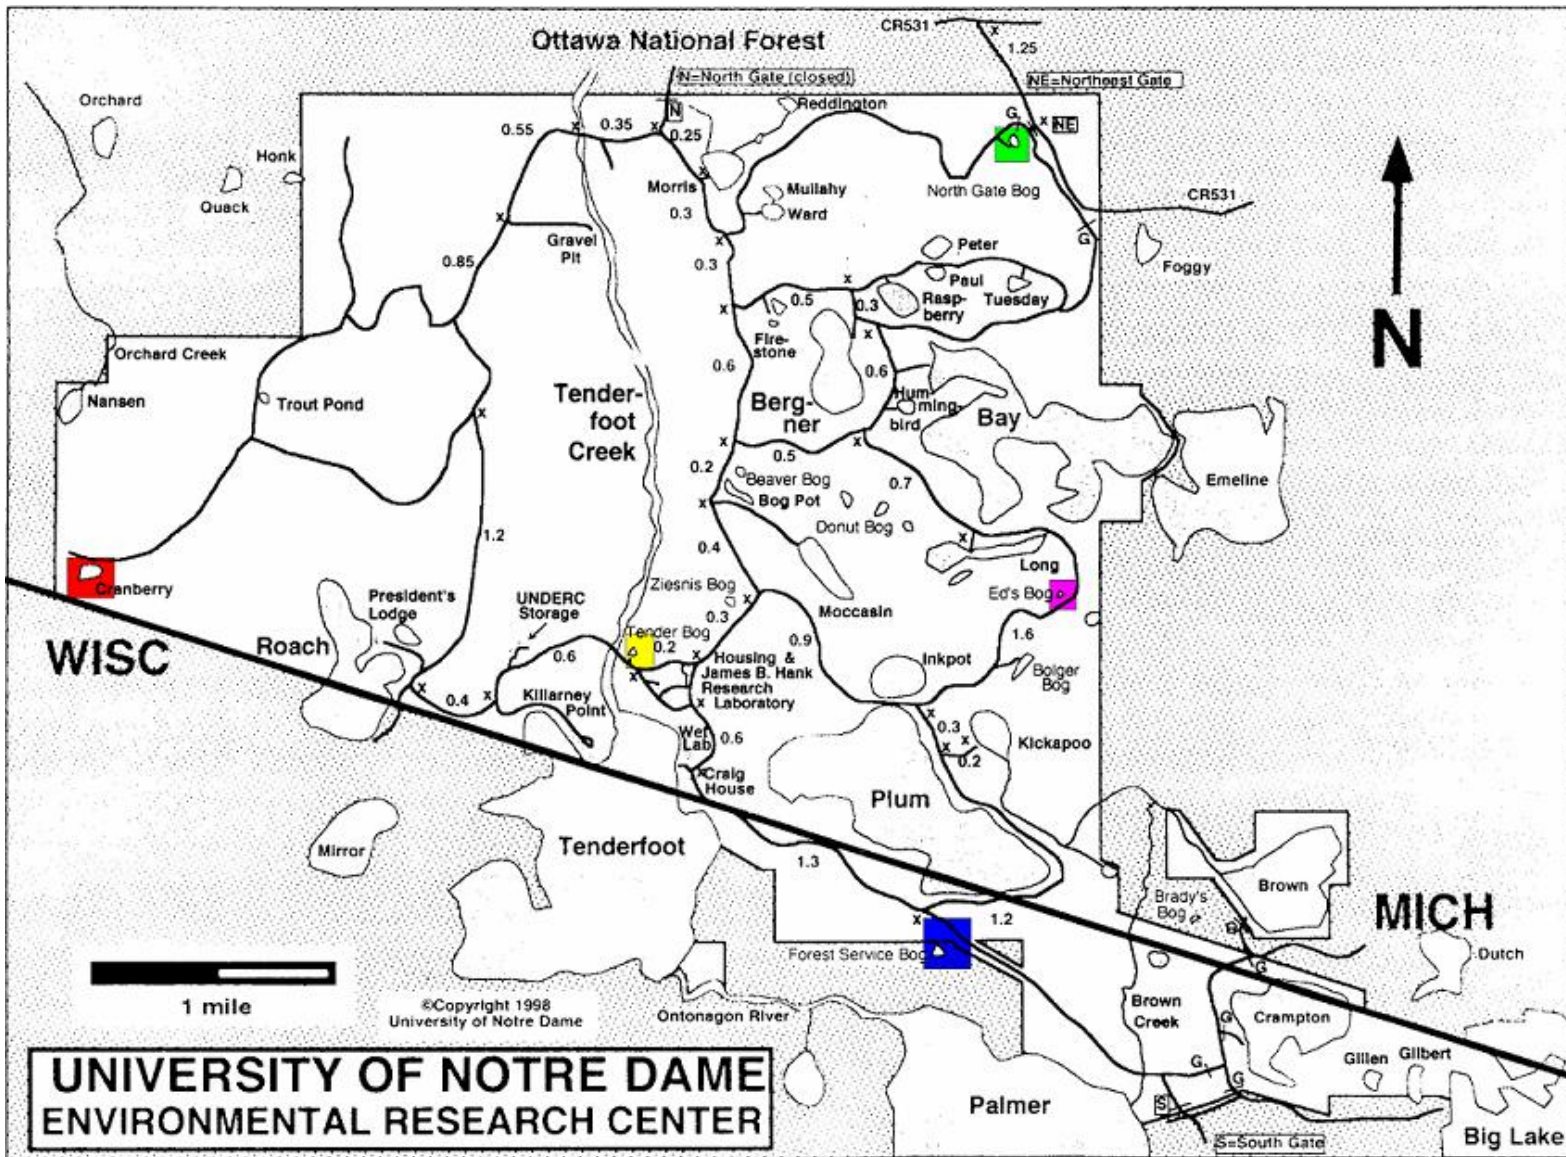 CR531
1.25
Ottawa National Forest
N=North Gate (closed)
NE=Northeast Gate
Orchard
Reddington
N
G
NE
0.55
0.35
0.25
Honk
Quack
Morris
Mullahy
Ward
North Gate Bog
CR531
0.3
Gravel
Pit
G
Peter
Foggy
0.85
0.3
Paul
Rasp-
berry
Tuesday
0.5
0.3
Fire-
stone
Orchard Creek
0.6
0.6
Nansen
Trout Pond
Tender-
foot
Creek
Berg-
ner
Hum-
ming-
bird
Bay
0.5
0.2
Beaver Bog
Bog Pot
0.7
Emeline
Donut Bog
1.2
0.4
Long
Cranberry
President's
Lodge
UNDERC
Storage
Ziesnis Bog
Moccasin
Ed's Bog
0.3
WISC
Roach
Tender Bog
0.2
0.9
1.6
0.6
Housing &
James B. Hank
Research
Laboratory
Inkpot
Bolger
Bog
0.4
Killarney
Point
Wet
Lab
0.6
0.3
0.2
Kickapoo
Craig
House
Plum
Mirror
Tenderfoot
1.3
Brown
MICH
Brady's
Bog
G
1.2
Forest Service Bog
Dutch
G
1 mile
©Copyright 1998
University of Notre Dame
Ontonagon River
Brown
Creek
Crampton
G
Gillen
Gilbert
G
G
UNIVERSITY OF NOTRE DAME
ENVIRONMENTAL RESEARCH CENTER
Palmer
S
S=South Gate
Big Lake
N